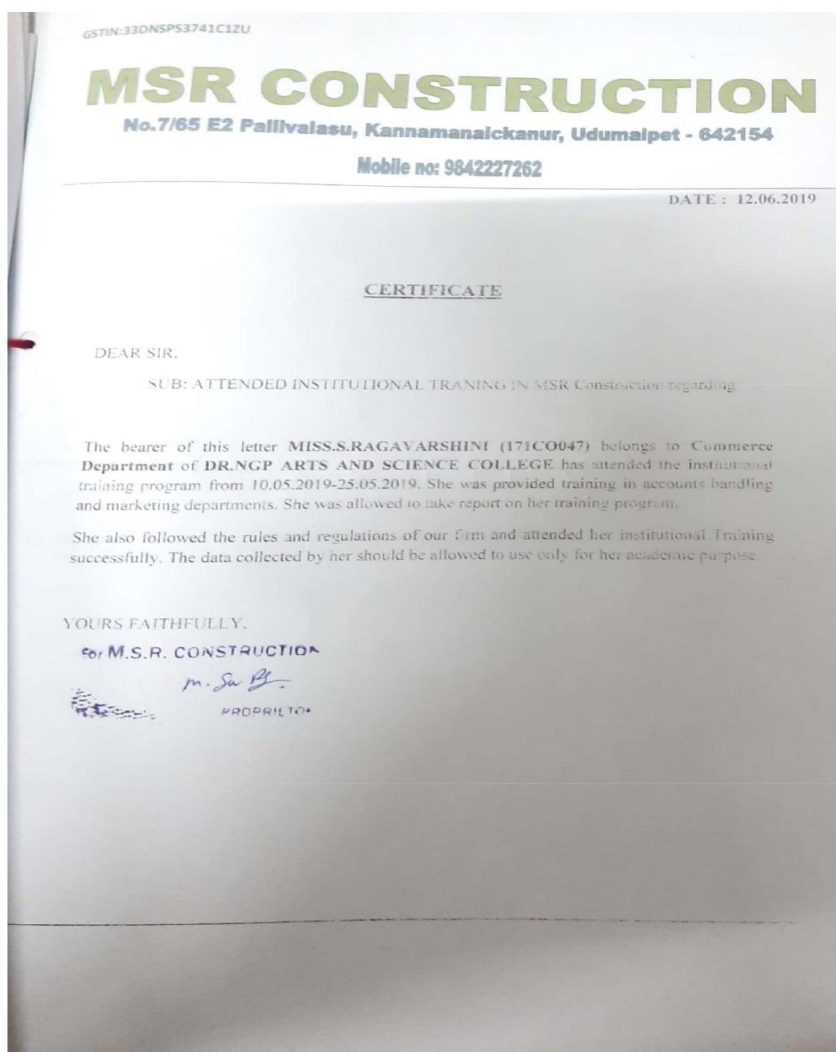 GSTIN:33DNSPS3741C1ZU
MSR CONSTRUCTION
No.7/65 E2 Pallivalasu, Kannamanaickanur, Udumalpet - 642154
Mobile no: 9842227262
DATE : 12.06.2019
CERTIFICATE
DEAR SIR,
SUB: ATTENDED INSTITUTIONAL TRANING IN MSR Construction regarding
The bearer of this letter MISS.S.RAGAVARSHINI (171CO047) belongs to Commerce
Department of DR.NGP ARTS AND SCIENCE COLLEGE has attended the institutional
training program from 10.05.2019-25.05.2019. She was provided training in accounts handling
and marketing departments. She was allowed to take report on her training program.
She also followed the rules and regulations of our firm and attended her institutional Training
successfully. The data collected by her should be allowed to use only for her academic purpose.
YOURS FAITHFULLY,
For M.S.R. CONSTRUCTION
PROPRIETOR